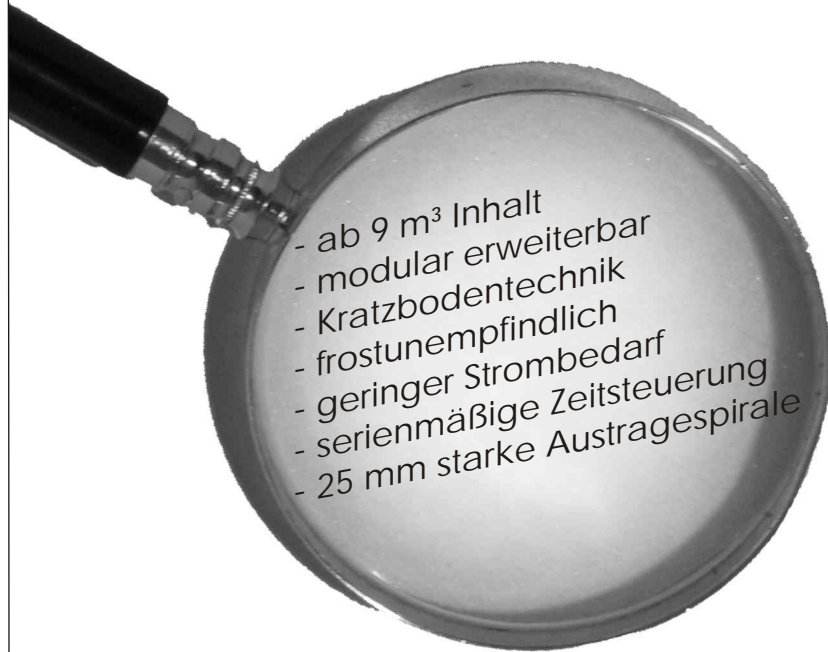 - ab 9 m³ Inhalt
- modular erweiterbar
- Kratzbodentechnik
- frostunempfindlich
- geringer Strombedarf
- serienmäßige Zeitsteuerung
- 25 mm starke Austragespirale